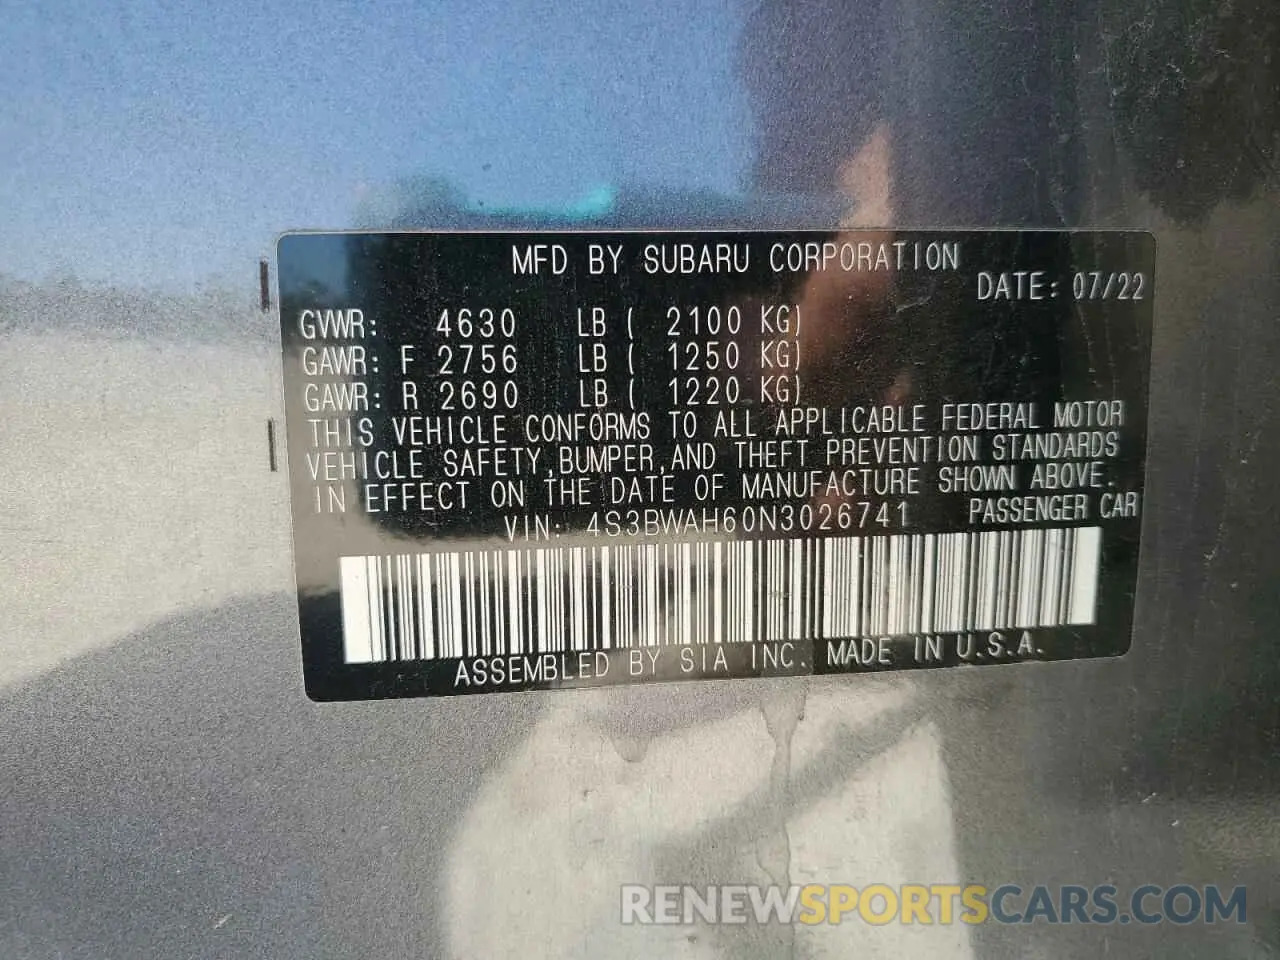 MFD BY SUBARU CORPORATION
DATE: 07/22
GVWR: 4630 LB ( 2100 KG)
GAWR: F 2756 LB ( 1250 KG)
GAWR: R 2690 LB ( 1220 KG)
THIS VEHICLE CONFORMS TO ALL APPLICABLE FEDERAL MOTOR
VEHICLE SAFETY,BUMPER,AND THEFT PREVENTION STANDARDS
IN EFFECT ON THE DATE OF MANUFACTURE SHOWN ABOVE.
VIN: 4S3BWAH60N3026741 PASSENGER CAR
ASSEMBLED BY SIA INC. MADE IN U.S.A.
RENEWSPORTSCARS.COM